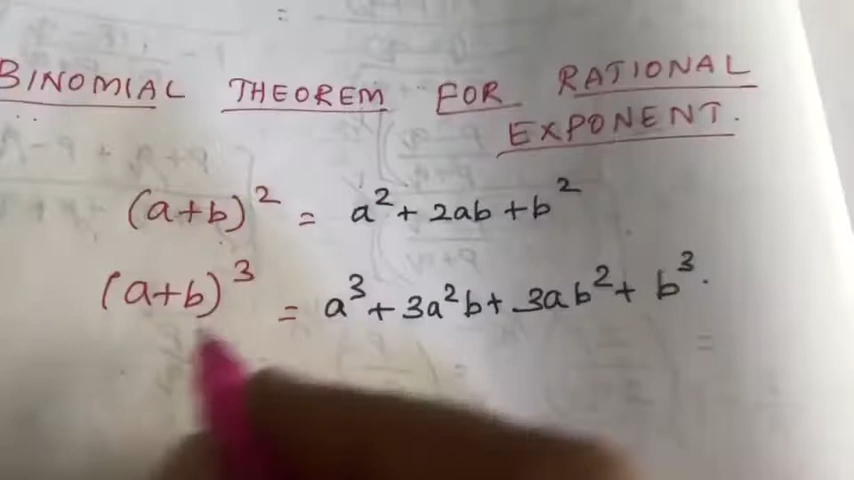 BINOMIAL THEOREM FOR RATIONAL
EXPONENT.
(a+b)² = a² + 2ab + b²
(a+b)³ = a³ + 3a²b + 3ab² + b³.